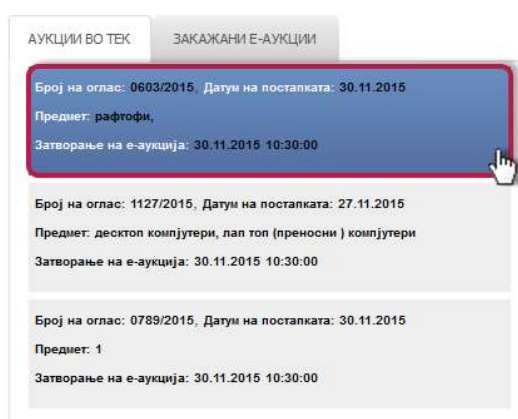 АУКЦИИ ВО ТЕК
ЗАКАЖАНИ Е-АУКЦИИ
Број на оглас: 0603/2015, Датум на постапката: 30.11.2015
Предмет: рафтофи,
Затворање на е-аукција: 30.11.2015 10:30:00
Број на оглас: 1127/2015, Датум на постапката: 27.11.2015
Предмет: десктоп компјутери, лап топ (преносни ) компјутери
Затворање на е-аукција: 30.11.2015 10:30:00
Број на оглас: 0789/2015, Датум на постапката: 30.11.2015
Предмет: 1
Затворање на е-аукција: 30.11.2015 10:30:00